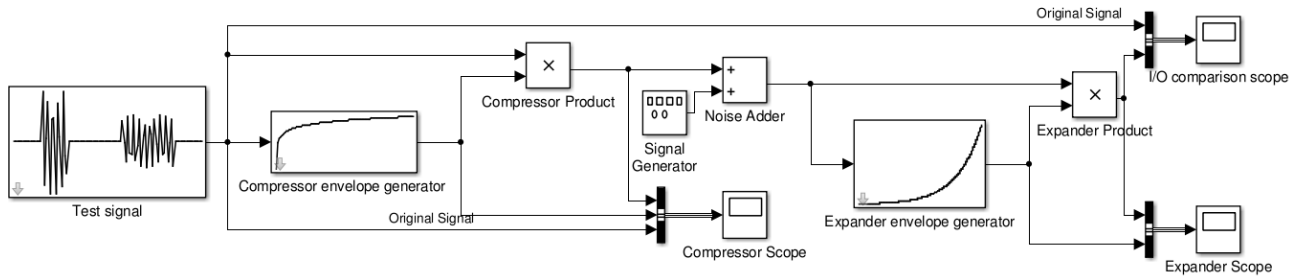 Original Signal
I/O comparison scope
×
Compressor Product
+
+
Noise Adder
×
Expander Product
Signal
Generator
Compressor envelope generator
Test signal
Original Signal
Compressor Scope
Expander envelope generator
Expander Scope